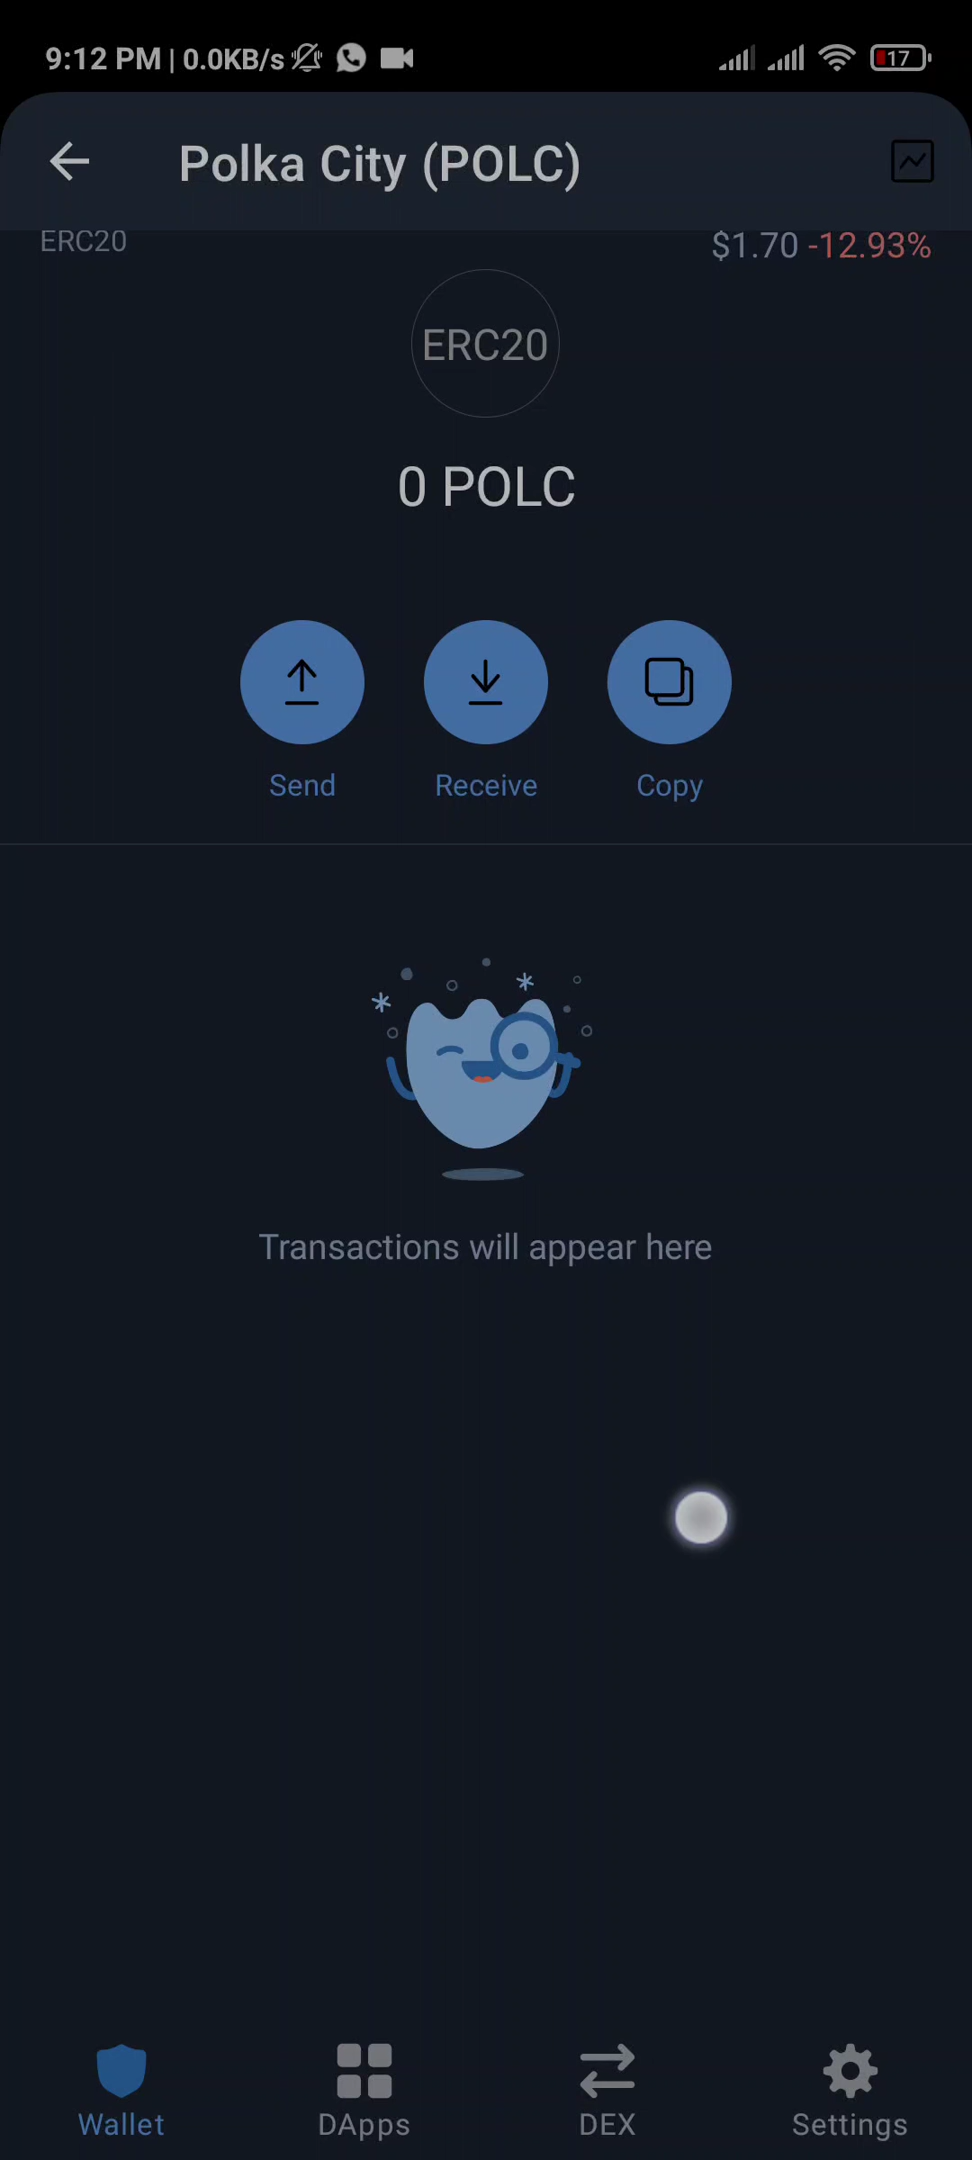 9:12 PM | 0.0KB/s 17
Polka City (POLC)
ERC20 $1.70 -12.93%
ERC20
0 POLC
Send Receive Copy
Transactions will appear here
Wallet DApps DEX Settings